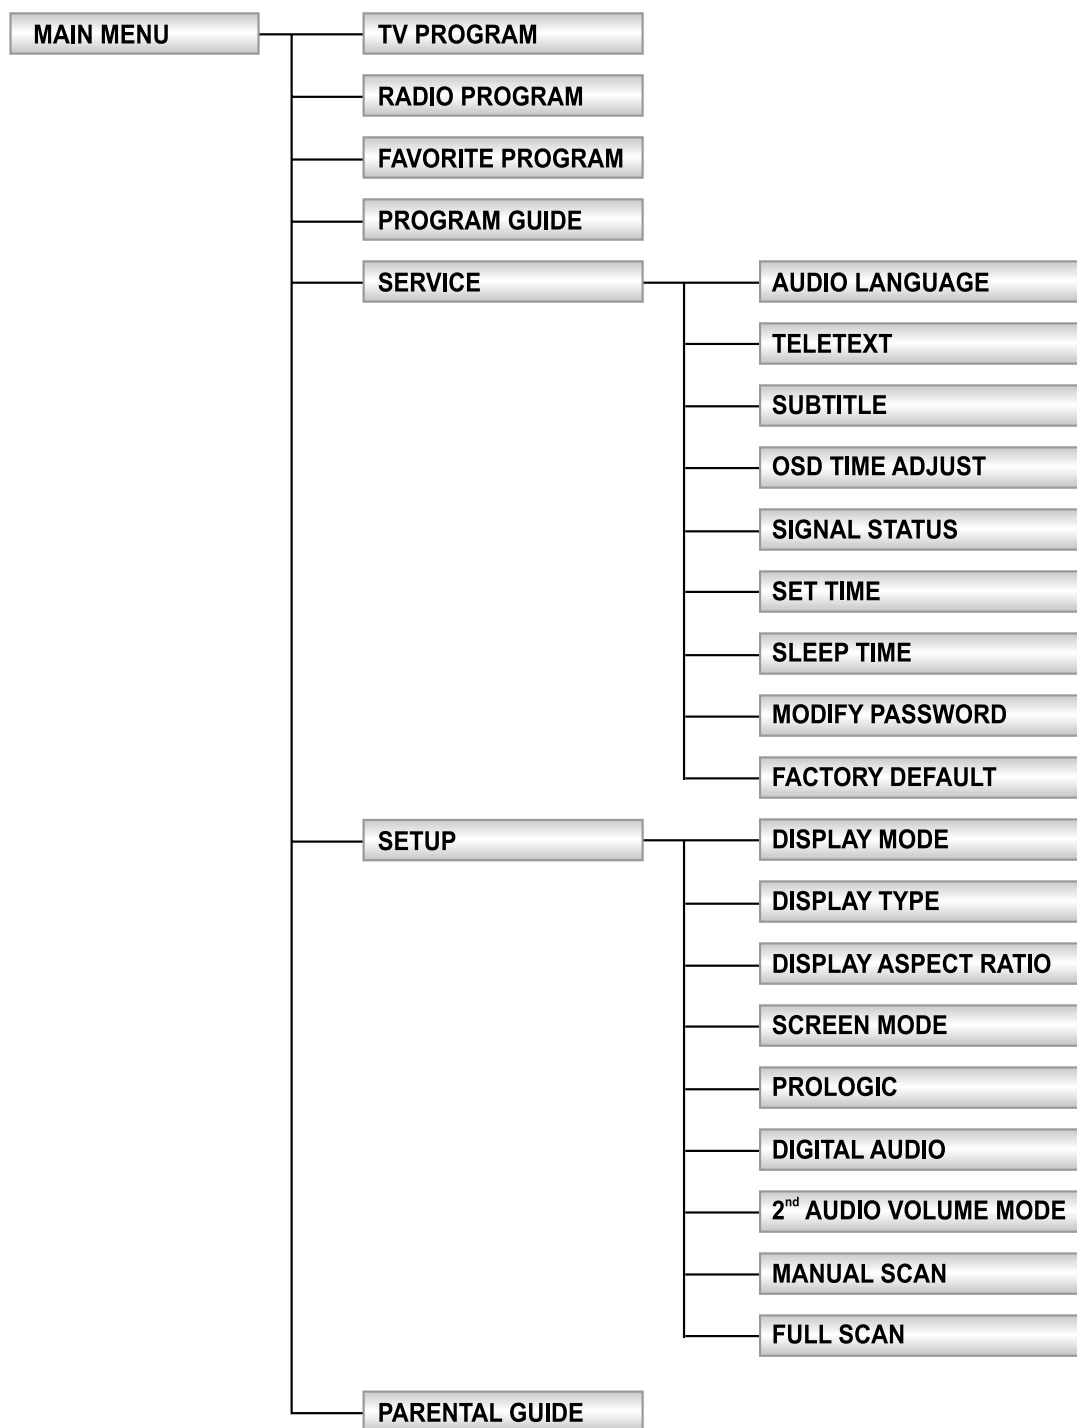 MAIN MENU
TV PROGRAM
RADIO PROGRAM
FAVORITE PROGRAM
PROGRAM GUIDE
SERVICE
AUDIO LANGUAGE
TELETEXT
SUBTITLE
OSD TIME ADJUST
SIGNAL STATUS
SET TIME
SLEEP TIME
MODIFY PASSWORD
FACTORY DEFAULT
SETUP
DISPLAY MODE
DISPLAY TYPE
DISPLAY ASPECT RATIO
SCREEN MODE
PROLOGIC
DIGITAL AUDIO
2nd AUDIO VOLUME MODE
MANUAL SCAN
FULL SCAN
PARENTAL GUIDE